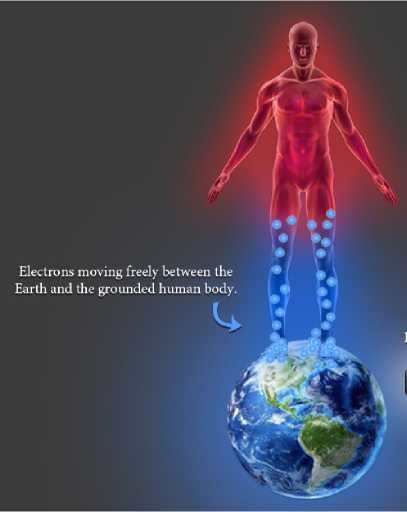 Electrons moving freely between the
Earth and the grounded human body.